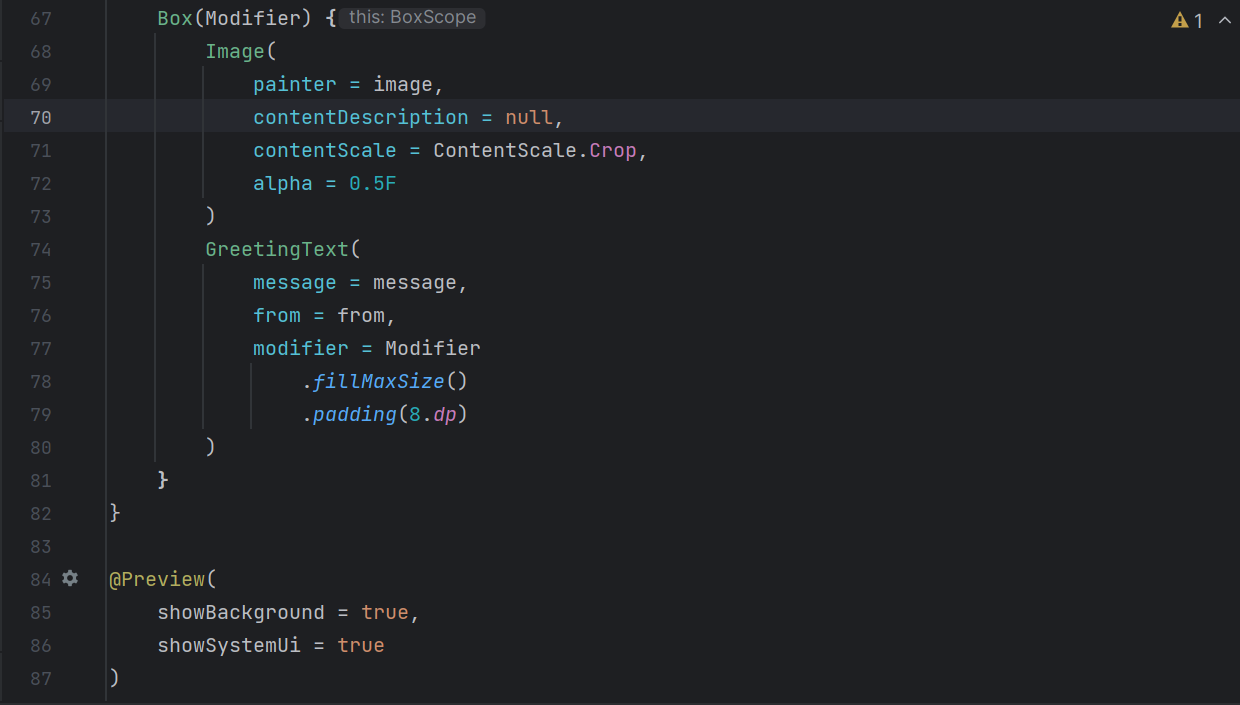 67 Box(Modifier) { this: BoxScope ⚠ 1
68 Image(
69 painter = image,
70 contentDescription = null,
71 contentScale = ContentScale.Crop,
72 alpha = 0.5F
73 )
74 GreetingText(
75 message = message,
76 from = from,
77 modifier = Modifier
78 .fillMaxSize()
79 .padding(8.dp)
80 )
81 }
82 }
83
84 @Preview(
85 showBackground = true,
86 showSystemUi = true
87 )